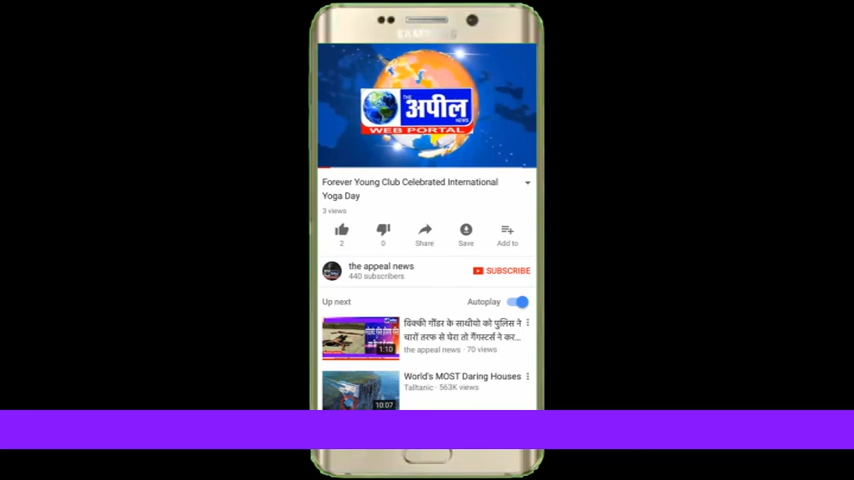 SAMSUNG
THE
अपील
NEWS
WEB PORTAL
Forever Young Club Celebrated International
Yoga Day
3 views
2
0
Share
Save
Add to
the appeal news
440 subscribers
SUBSCRIBE
Up next
Autoplay
विक्की गौंडर के साथीयो को पुलिस ने
चारों तरफ से घेरा तो गैंगस्टर्स ने कर...
the appeal news · 70 views
1:10
World's MOST Daring Houses
Talltanic · 563K views
10:07